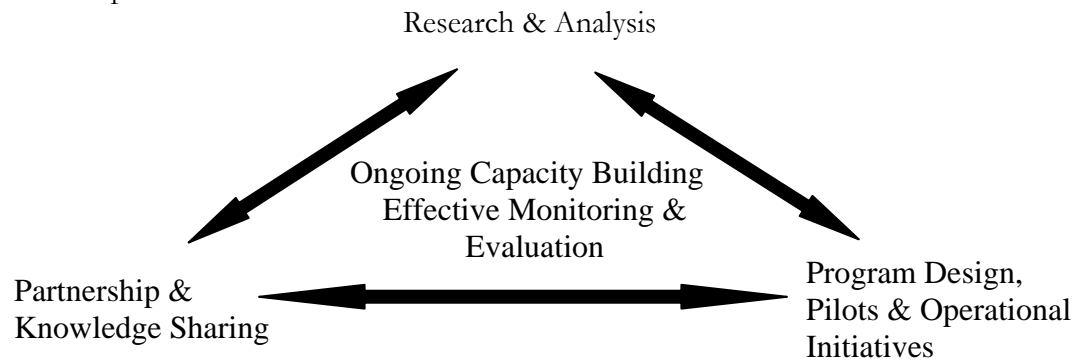 Research & Analysis
Ongoing Capacity Building
Effective Monitoring &
Evaluation
Partnership &
Knowledge Sharing
Program Design,
Pilots & Operational
Initiatives